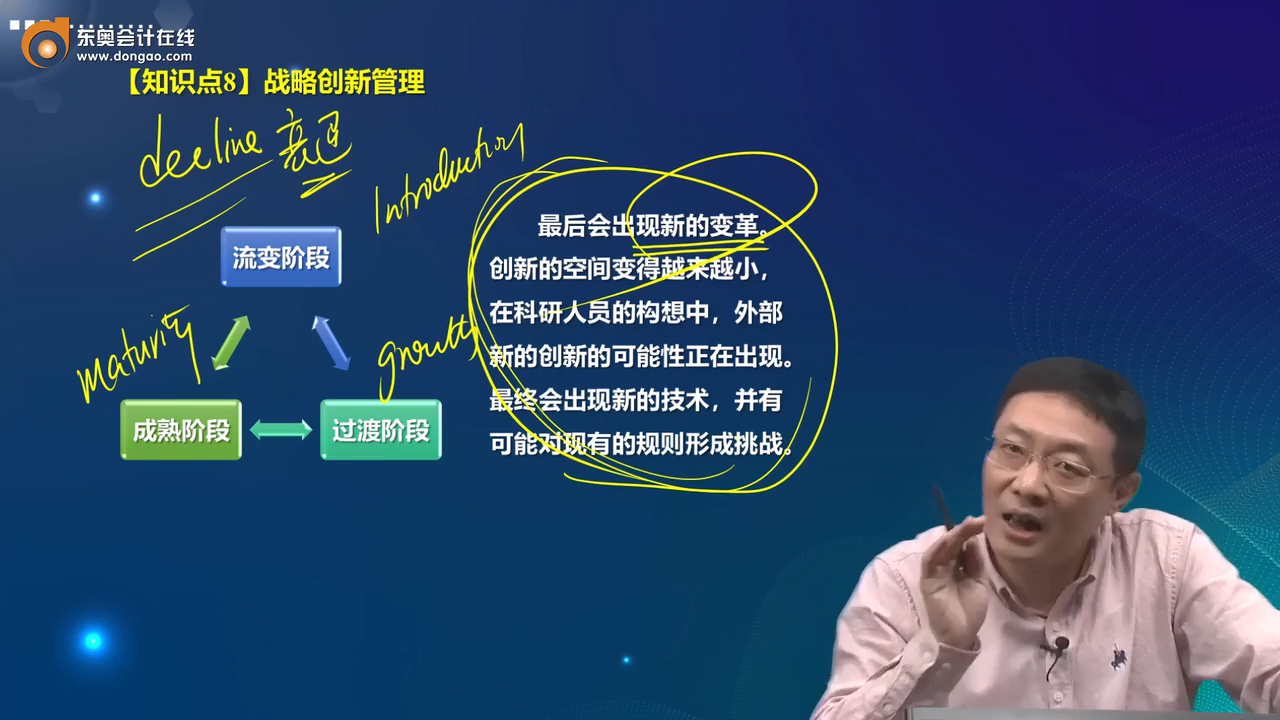 东奥会计在线
www.dongao.com
【知识点8】战略创新管理
decline 衰退
Introduction
流变阶段
maturity
growth
成熟阶段
过渡阶段
最后会出现新的变革。
创新的空间变得越来越小，
在科研人员的构想中，外部
新的创新的可能性正在出现。
最终会出现新的技术，并有
可能对现有的规则形成挑战。